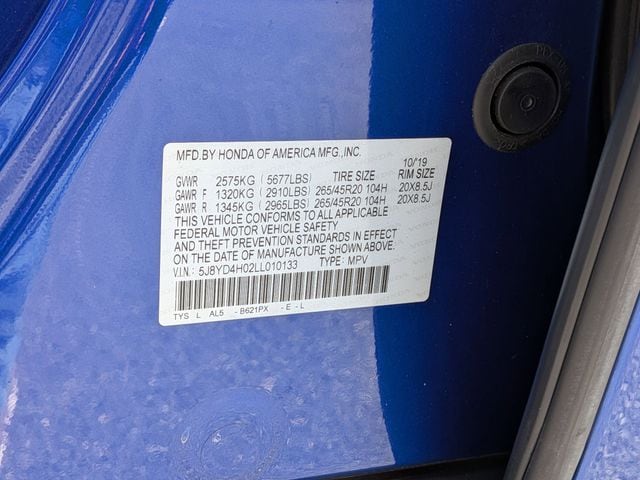 MFD.BY HONDA OF AMERICA MFG.,INC.
10/19
GVWR 2575KG ( 5677LBS) TIRE SIZE RIM SIZE
GAWR F 1320KG ( 2910LBS) 265/45R20 104H 20X8.5J
GAWR R 1345KG ( 2965LBS) 265/45R20 104H 20X8.5J
THIS VEHICLE CONFORMS TO ALL APPLICABLE
FEDERAL MOTOR VEHICLE SAFETY
AND THEFT PREVENTION STANDARDS IN EFFECT
ON THE DATE OF MANUFACTURE SHOWN ABOVE.
V.I.N.: 5J8YD4H02LL010133 TYPE: MPV
TYS L AL5 - B621PX - E - L